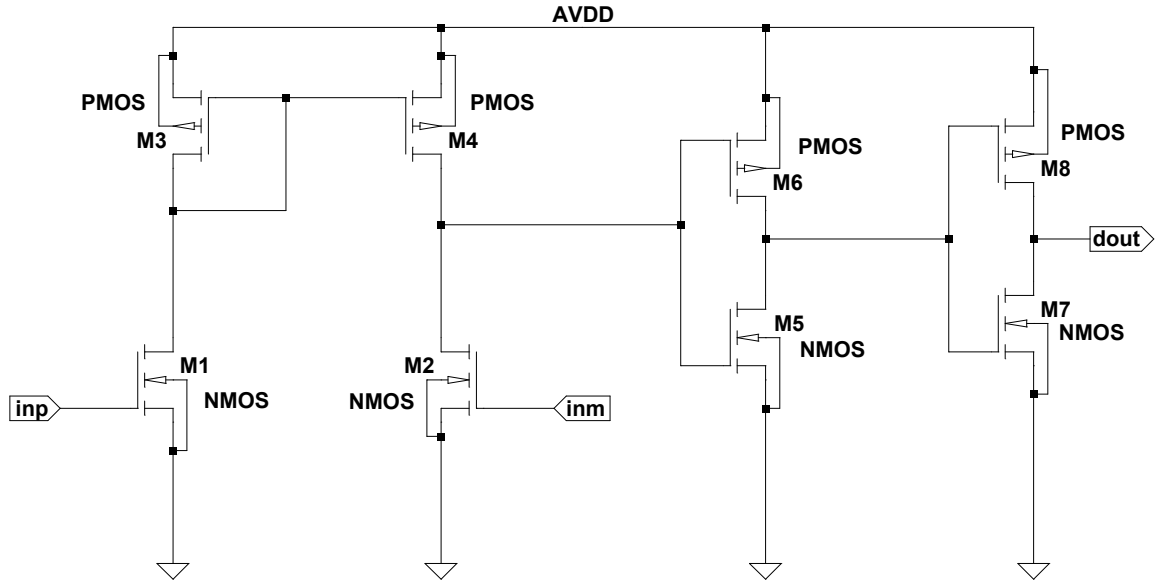 AVDD
PMOS
M3
PMOS
M4
PMOS
M6
PMOS
M8
dout
M1
NMOS
M2
NMOS
M5
NMOS
M7
NMOS
inp
inm